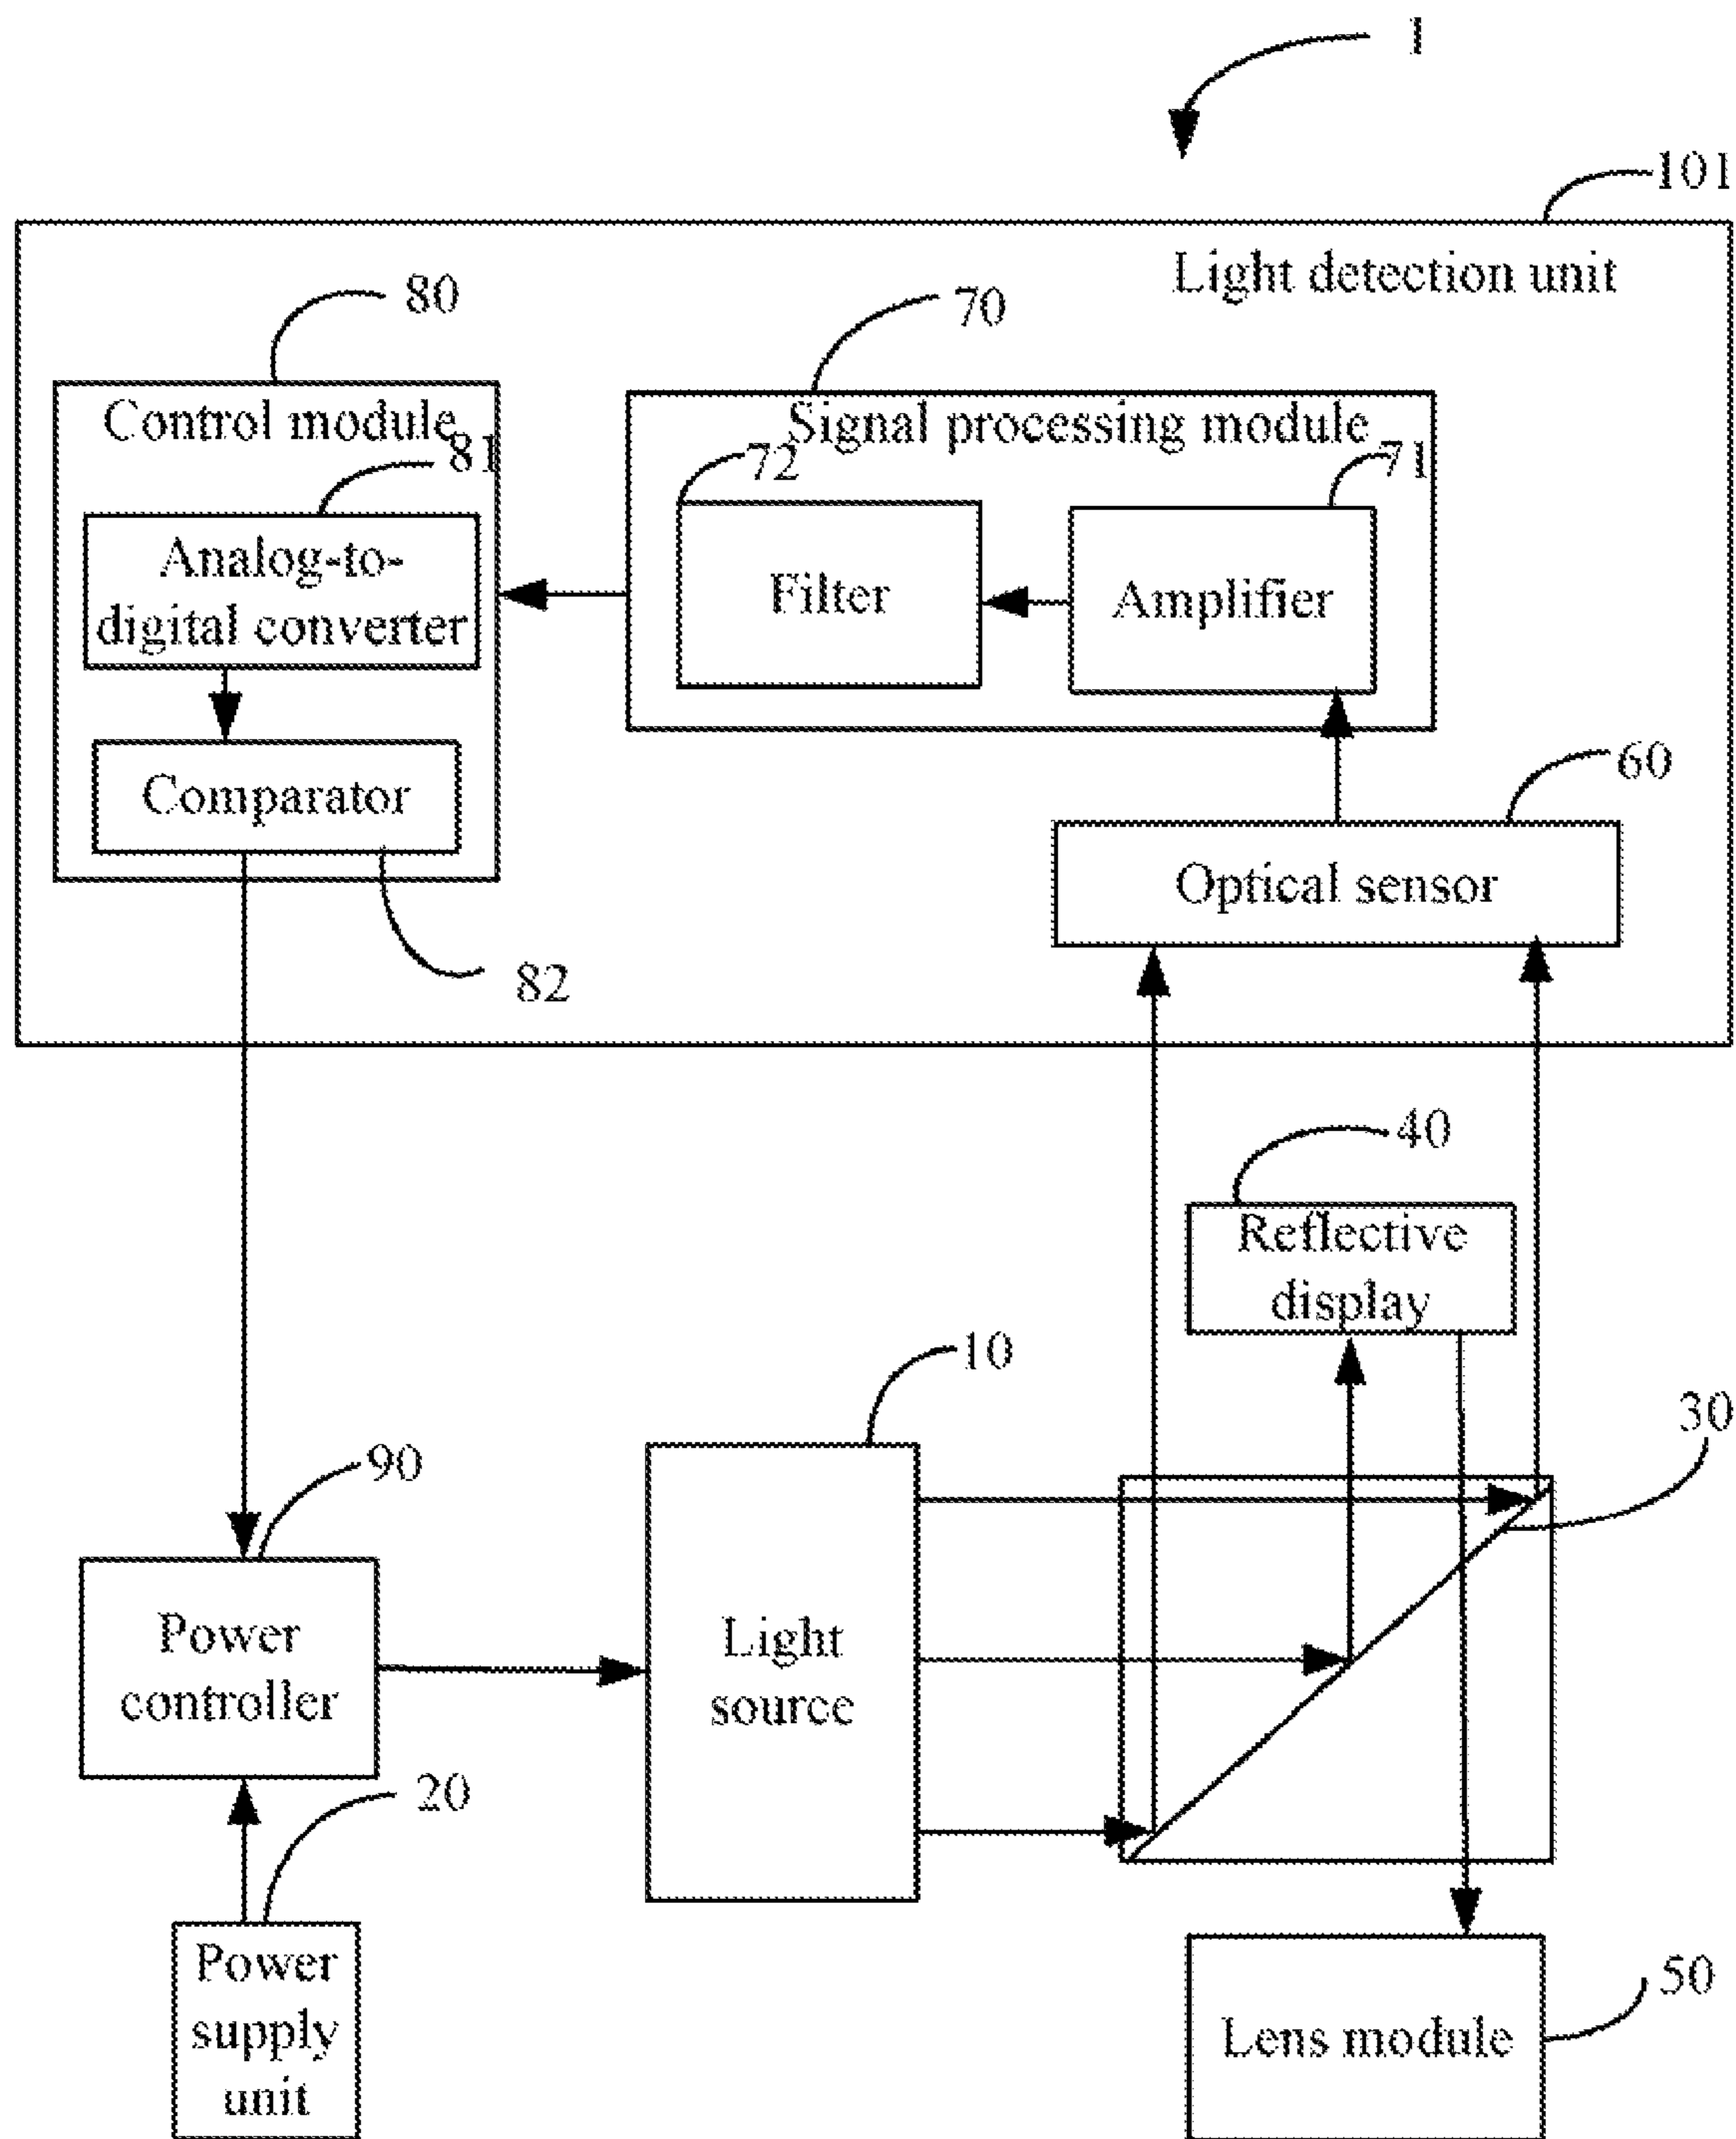 1
101
Light detection unit
80
70
Control module
Signal processing module
81
72
71
Analog-to-
digital converter
Filter
Amplifier
Comparator
60
Optical sensor
82
40
Reflective
display
10
30
90
Power
controller
Light
source
20
Power
supply
unit
50
Lens module